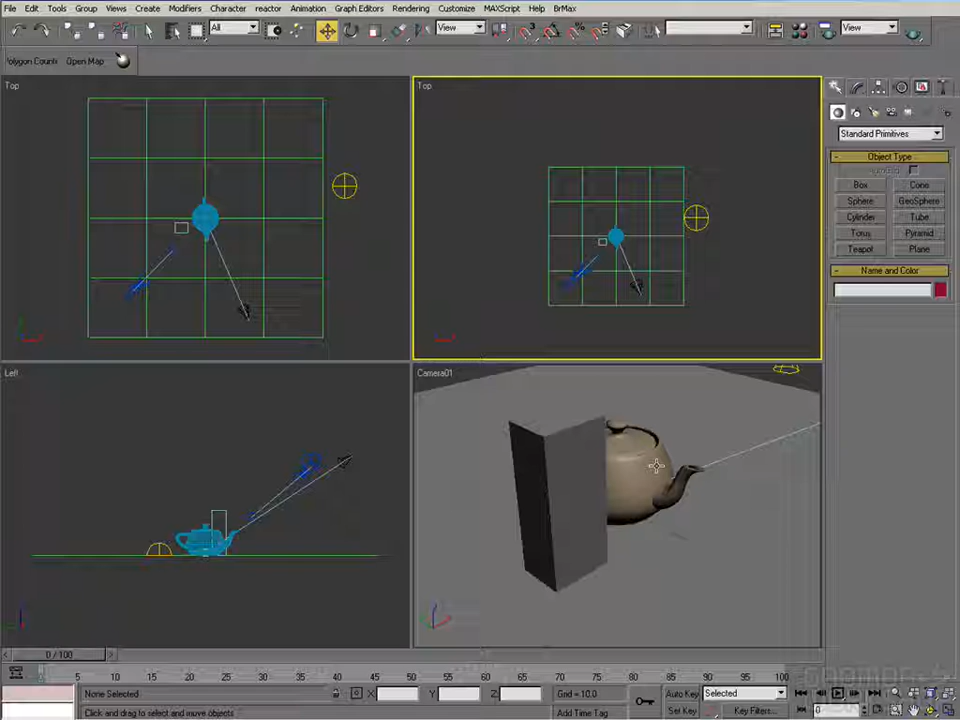 File Edit Tools Group Views Create Modifiers Character reactor Animation Graph Editors Rendering Customize MAXScript Help BrMax
All View View
Polygon Counts Open Map
Top Top
Standard Primitives
Object Type
AutoGrid
Box Cone
Sphere GeoSphere
Cylinder Tube
Torus Pyramid
Teapot Plane
Name and Color
Left Camera01
0 / 100
5 10 15 20 25 30 35 40 45 50 55 60 65 70 75 80 85 90 95 100
None Selected X: Y: Z: Grid = 10.0 Auto Key Selected
Click and drag to select and move objects Add Time Tag Set Key Key Filters... 0